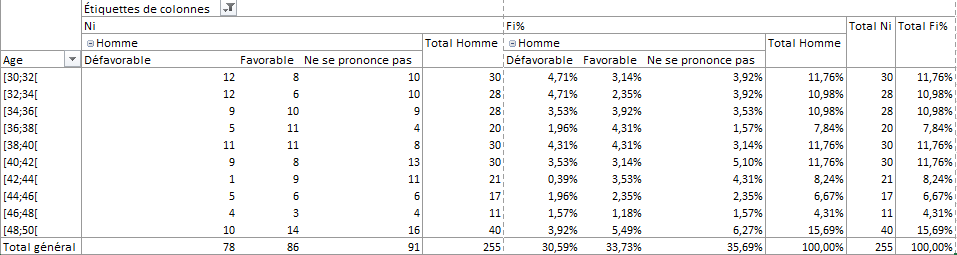 Étiquettes de colonnes
Ni Fi% Total Ni Total Fi%
Homme Total Homme Homme Total Homme
Age Défavorable Favorable Ne se prononce pas Défavorable Favorable Ne se prononce pas
[30;32[ 12 8 10 30 4,71% 3,14% 3,92% 11,76% 30 11,76%
[32;34[ 12 6 10 28 4,71% 2,35% 3,92% 10,98% 28 10,98%
[34;36[ 9 10 9 28 3,53% 3,92% 3,53% 10,98% 28 10,98%
[36;38[ 5 11 4 20 1,96% 4,31% 1,57% 7,84% 20 7,84%
[38;40[ 11 11 8 30 4,31% 4,31% 3,14% 11,76% 30 11,76%
[40;42[ 9 8 13 30 3,53% 3,14% 5,10% 11,76% 30 11,76%
[42;44[ 1 9 11 21 0,39% 3,53% 4,31% 8,24% 21 8,24%
[44;46[ 5 6 6 17 1,96% 2,35% 2,35% 6,67% 17 6,67%
[46;48[ 4 3 4 11 1,57% 1,18% 1,57% 4,31% 11 4,31%
[48;50[ 10 14 16 40 3,92% 5,49% 6,27% 15,69% 40 15,69%
Total général 78 86 91 255 30,59% 33,73% 35,69% 100,00% 255 100,00%